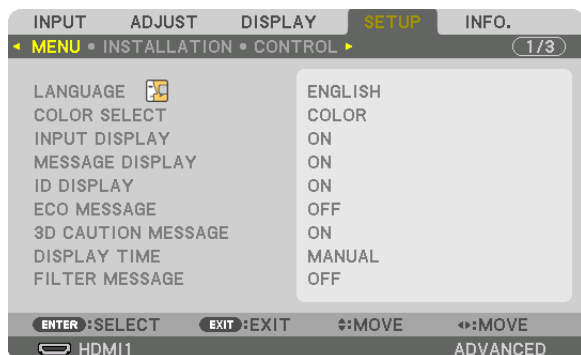 INPUT ADJUST DISPLAY SETUP INFO.
MENU • INSTALLATION • CONTROL 1/3
LANGUAGE ENGLISH
COLOR SELECT COLOR
INPUT DISPLAY ON
MESSAGE DISPLAY ON
ID DISPLAY ON
ECO MESSAGE OFF
3D CAUTION MESSAGE ON
DISPLAY TIME MANUAL
FILTER MESSAGE OFF
ENTER:SELECT EXIT:EXIT :MOVE :MOVE
HDMI1 ADVANCED